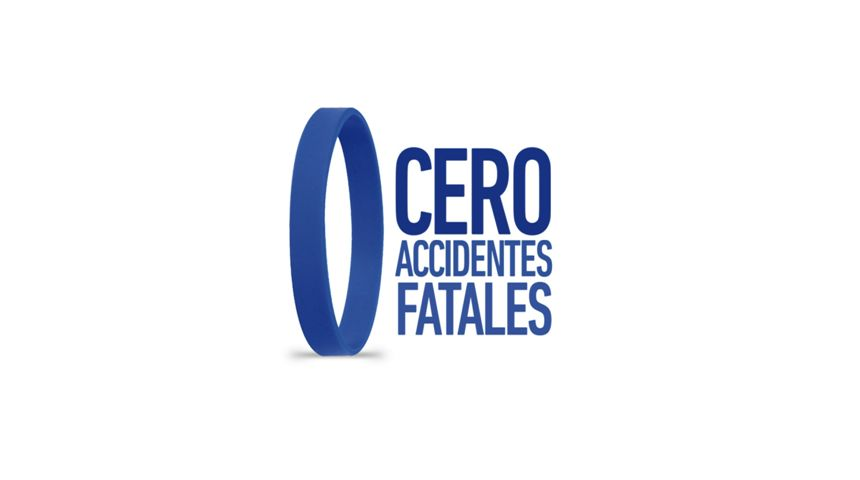 CERO
ACCIDENTES
FATALES